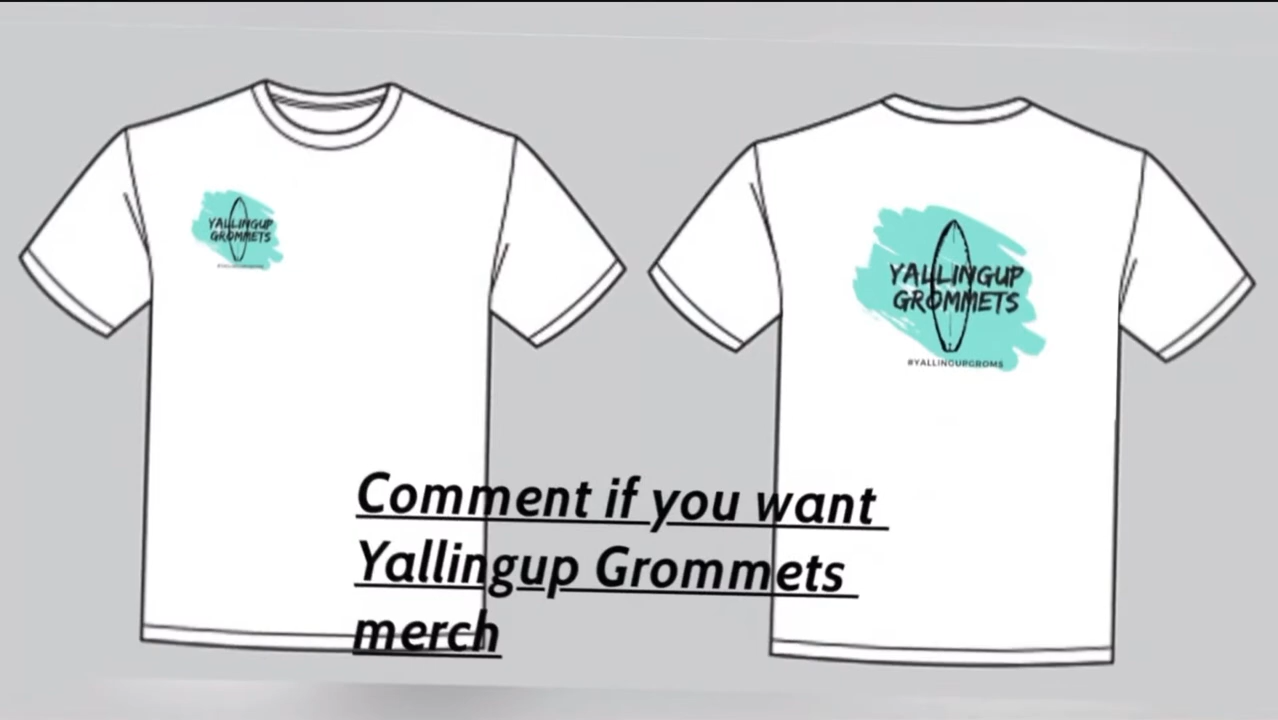 YALLINGUP
GROMMETS
YALLINGUP
GROMMETS
#YALLINGUPGROMS
Comment if you want
Yallingup Grommets
merch